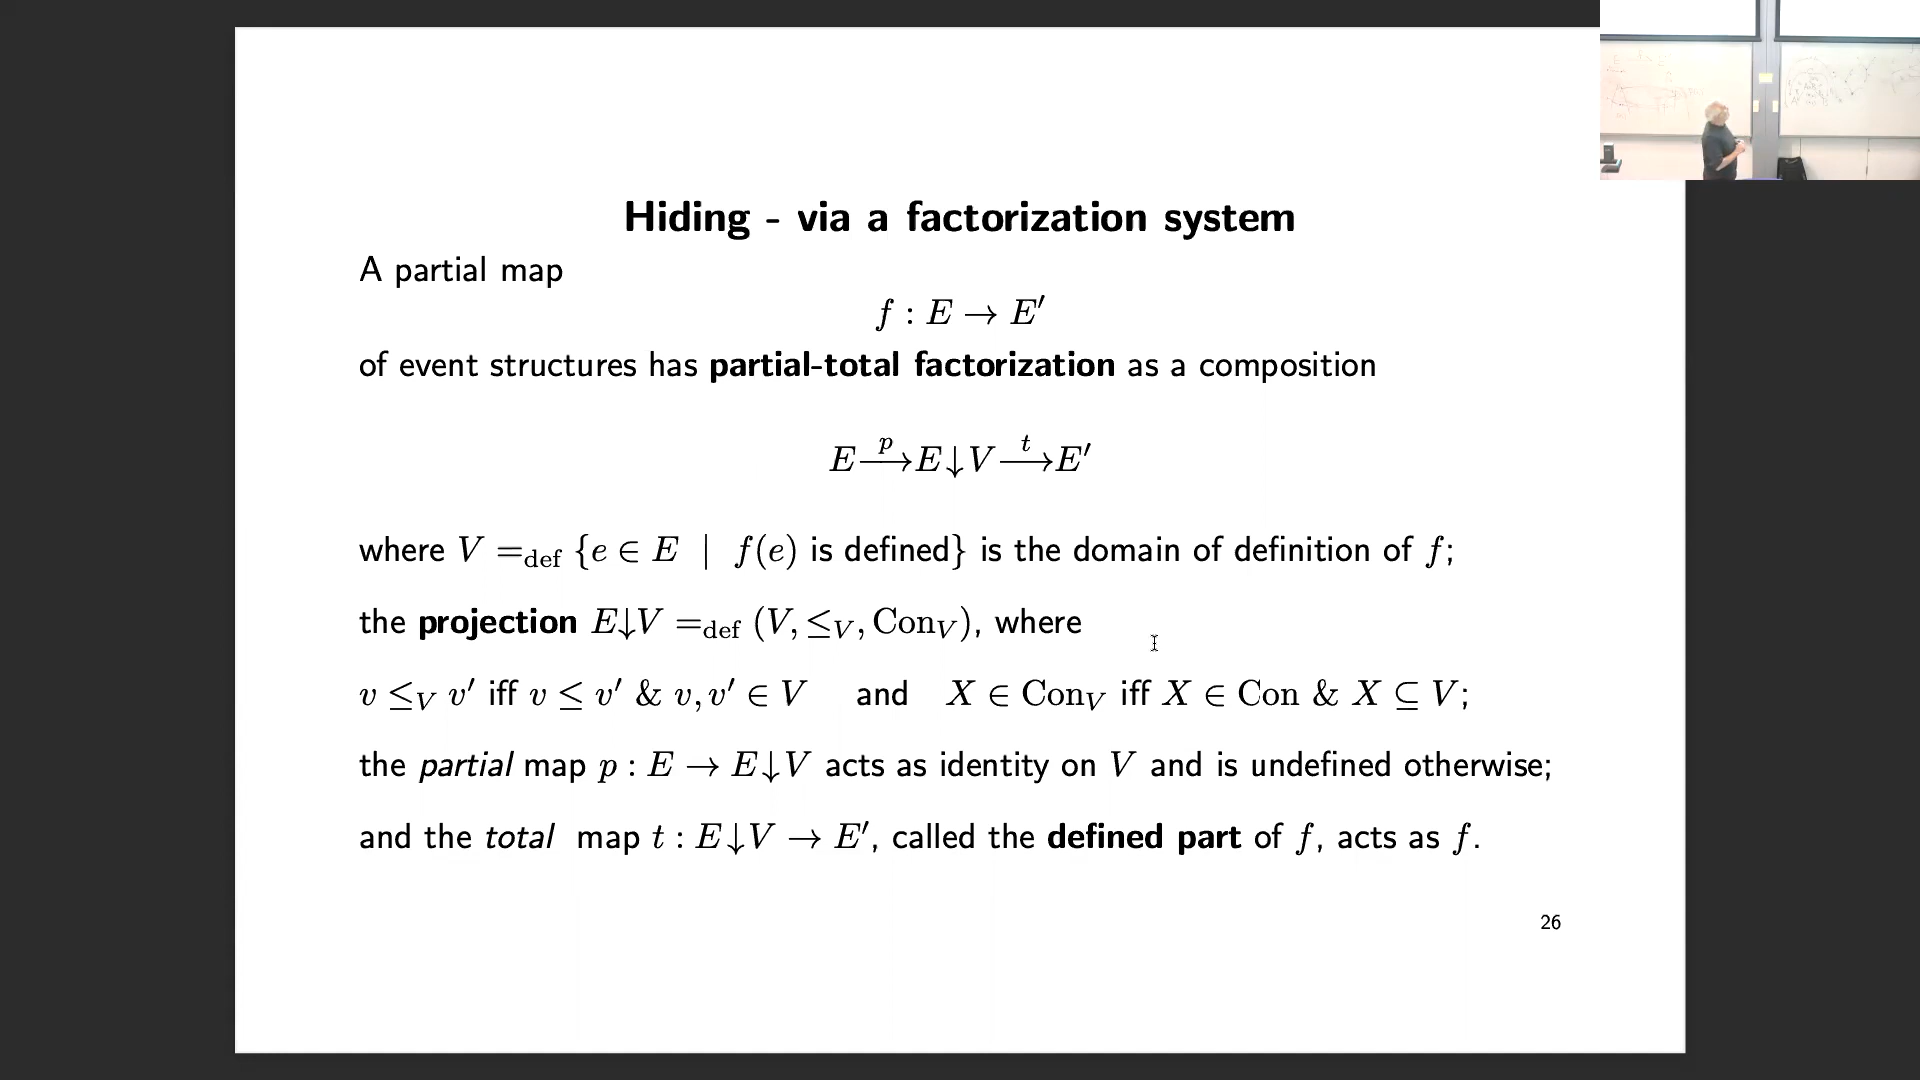 Hiding - via a factorization system
A partial map
f : E → E′
of event structures has partial-total factorization as a composition
E —p→ E↓V —t→ E′
where V =def {e ∈ E | f(e) is defined} is the domain of definition of f;
the projection E↓V =def (V, ≤V, ConV), where
v ≤V v′ iff v ≤ v′ & v, v′ ∈ V and X ∈ ConV iff X ∈ Con & X ⊆ V;
the partial map p : E → E↓V acts as identity on V and is undefined otherwise;
and the total map t : E↓V → E′, called the defined part of f, acts as f.
26